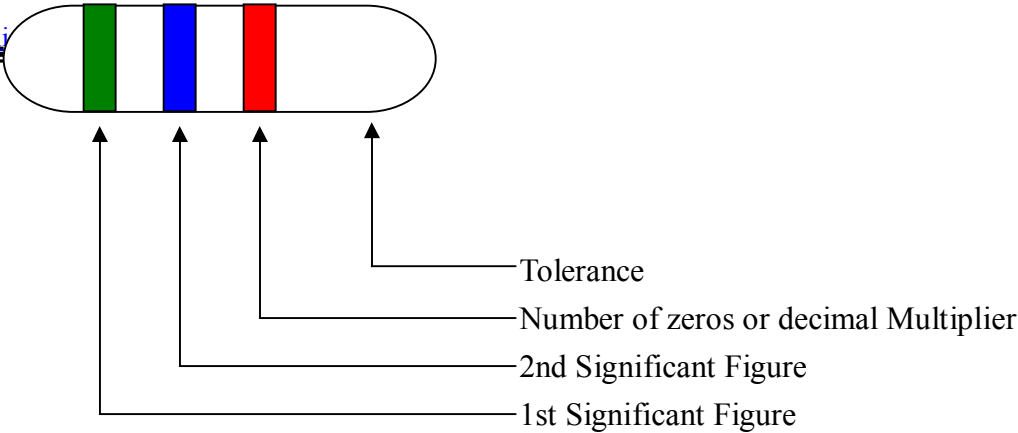 Tolerance
Number of zeros or decimal Multiplier
2nd Significant Figure
1st Significant Figure